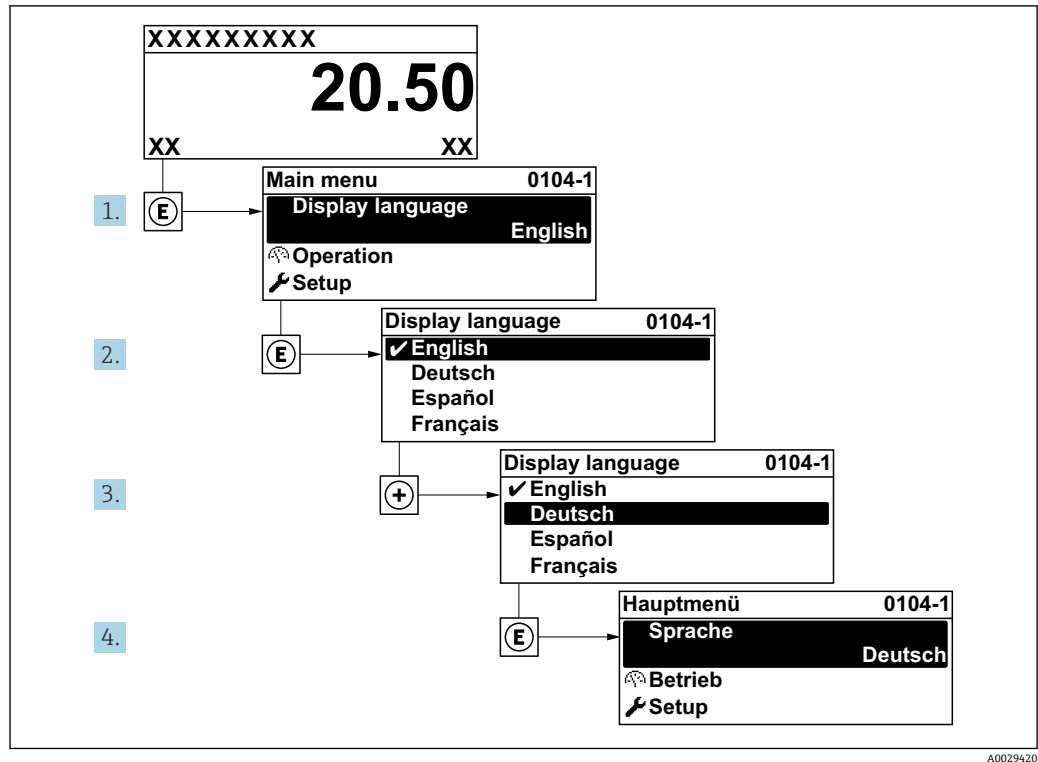 XXXXXXXXX
20.50
XX XX
1. E
Main menu 0104-1
Display language
English
Operation
Setup
2. E
Display language 0104-1
✔ English
Deutsch
Español
Français
3. +
Display language 0104-1
✔ English
Deutsch
Español
Français
4. E
Hauptmenü 0104-1
Sprache
Deutsch
Betrieb
Setup
A0029420